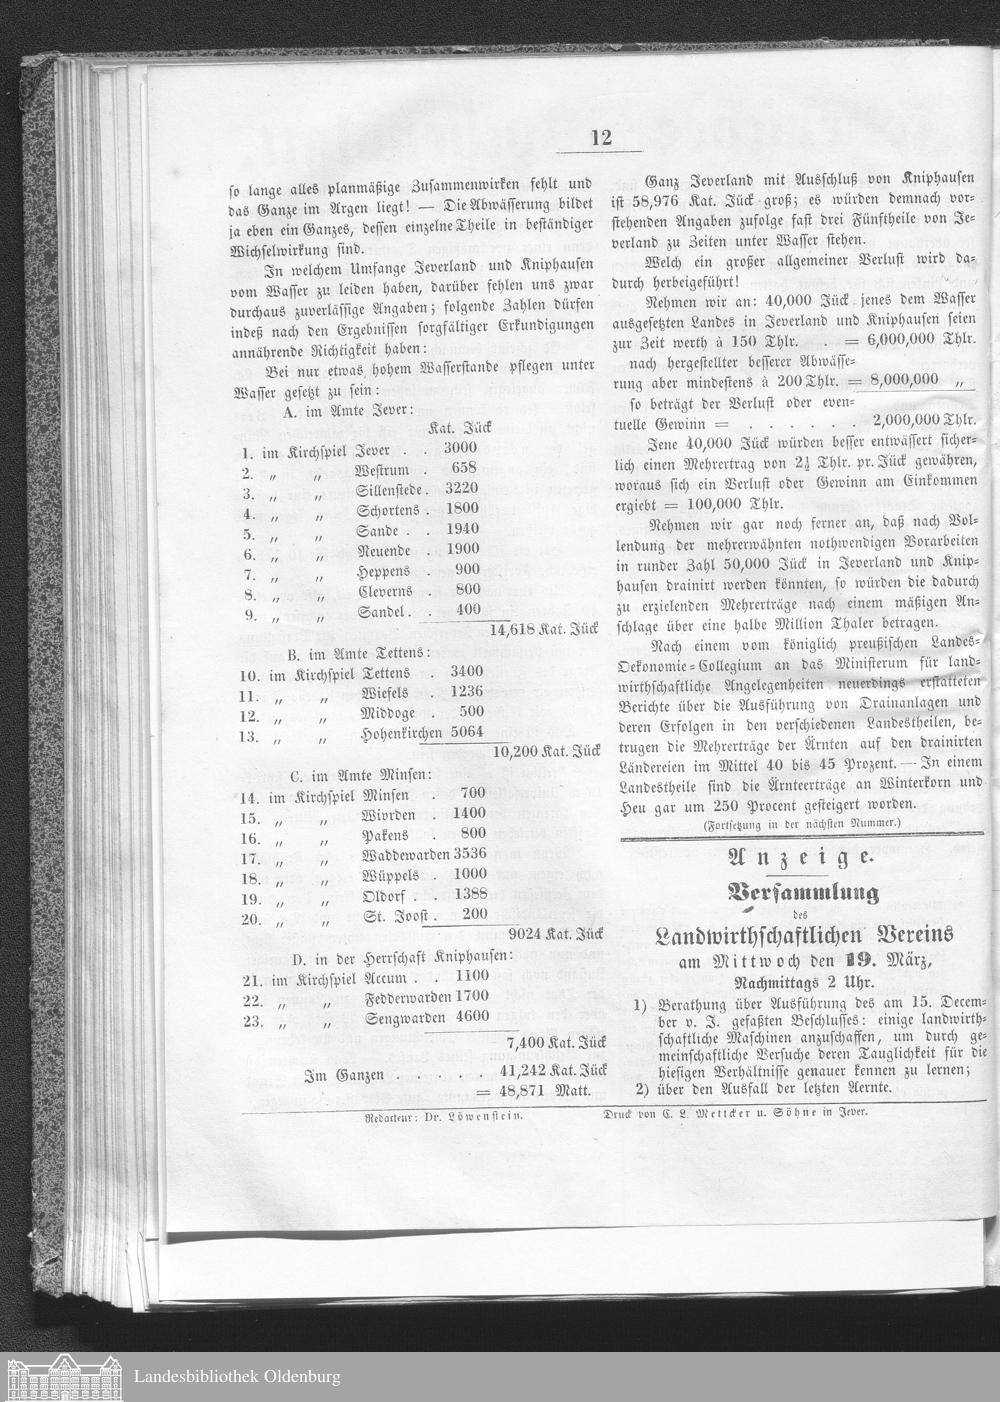 12
so lange alles planmäßige Zusammenwirken fehlt und
das Ganze im Argen liegt! — Die Abwässerung bildet
ja eben ein Ganzes, dessen einzelne Theile in beständiger
Wichselwirkung sind.
In welchem Umfange Jeverland und Kniphausen
vom Wasser zu leiden haben, darüber fehlen uns zwar
durchaus zuverlässige Angaben; folgende Zahlen dürfen
indeß nach den Ergebnissen sorgfältiger Erkundigungen
annährende Richtigkeit haben:
Bei nur etwas hohem Wasserstande pflegen unter
Wasser gesetzt zu sein:
A. im Amte Jever:
Kat. Jück
1. im Kirchspiel Jever . . 3000
2. „ „ Westrum . 658
3. „ „ Sillenstede . 3220
4. „ „ Schortens . 1800
5. „ „ Sande . . 1940
6. „ „ Neuende . 1900
7. „ „ Heppens . 900
8. „ „ Cleverns . 800
9. „ „ Sandel . . 400
14,618 Kat. Jück
B. im Amte Tettens:
10. im Kirchspiel Tettens . 3400
11. „ „ Wiefels . 1236
12. „ „ Middoge . 500
13. „ „ Hohenkirchen 5064
10,200 Kat. Jück
C. im Amte Minsen:
14. im Kirchspiel Minsen . 700
15. „ „ Wivrden . 1400
16. „ „ Pakens . 800
17. „ „ Waddewarden 3536
18. „ „ Wüppels . 1000
19. „ „ Oldorf . . 1388
20. „ „ St. Joost . 200
9024 Kat. Jück
D. in der Herrschaft Kniphausen:
21. im Kirchspiel Accum . . 1100
22. „ „ Fedderwarden 1700
23. „ „ Sengwarden 4600
7,400 Kat. Jück
Im Ganzen . . . . . 41,242 Kat. Jück
= 48,871 Matt.
Ganz Jeverland mit Ausschluß von Kniphausen
ist 58,976 Kat. Jück groß; es würden demnach vor-
stehenden Angaben zufolge fast drei Fünftheile von Je-
verland zu Zeiten unter Wasser stehen.
Welch ein großer allgemeiner Verlust wird da-
durch herbeigeführt!
Nehmen wir an: 40,000 Jück jenes dem Wasser
ausgesetzten Landes in Jeverland und Kniphausen seien
zur Zeit werth à 150 Thlr. . = 6,000,000 Thlr.
nach hergestellter besserer Abwässe-
rung aber mindestens à 200 Thlr. = 8,000,000 „
so beträgt der Verlust oder even-
tuelle Gewinn = . . . . . . 2,000,000 Thlr.
Jene 40,000 Jück würden besser entwässert sicher-
lich einen Mehrertrag von 2½ Thlr. pr. Jück gewähren,
woraus sich ein Verlust oder Gewinn am Einkommen
ergiebt = 100,000 Thlr.
Nehmen wir gar noch ferner an, daß nach Vol-
lendung der mehrerwähnten nothwendigen Vorarbeiten
in runder Zahl 50,000 Jück in Jeverland und Knip-
hausen drainirt werden könnten, so würden die dadurch
zu erzielenden Mehrerträge nach einem mäßigen An-
schlage über eine halbe Million Thaler betragen.
Nach einem vom königlich preußischen Landes-
Oekonomie-Collegium an das Ministerum für land-
wirthschaftliche Angelegenheiten neuerdings erstatteten
Berichte über die Ausführung von Drainanlagen und
deren Erfolgen in den verschiedenen Landestheilen, be-
trugen die Mehrerträge der Ärnten auf den drainirten
Ländereien im Mittel 40 bis 45 Prozent. — In einem
Landestheile sind die Ärnteerträge an Winterkorn und
Heu gar um 250 Procent gesteigert worden.
(Fortsetzung in der nächsten Nummer.)
Anzeige.
Versammlung
des
Landwirthschaftlichen Vereins
am Mittwoch den 19. März,
Nachmittags 2 Uhr.
1) Berathung über Ausführung des am 15. Decem-
ber v. J. gefaßten Beschlusses: einige landwirth-
schaftliche Maschinen anzuschaffen, um durch ge-
meinschaftliche Versuche deren Tauglichkeit für die
hiesigen Verhältnisse genauer kennen zu lernen;
2) über den Ausfall der letzten Aernte.
Redacteur: Dr. Löwenstein. Druck von C. L. Mettcker u. Söhne in Jever.
Landesbibliothek Oldenburg